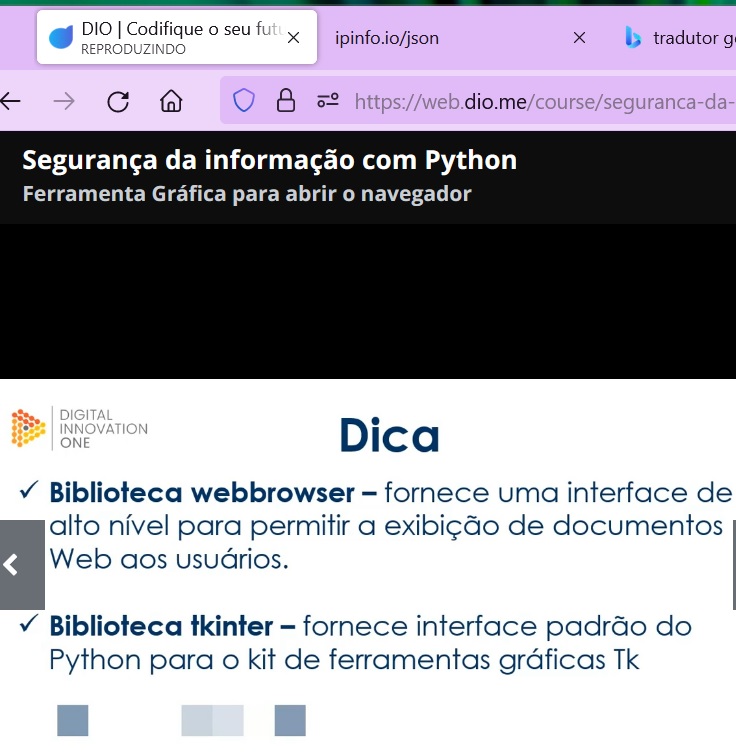 DIO | Codifique o seu futu
REPRODUZINDO
ipinfo.io/json
tradutor g
https://web.dio.me/course/seguranca-da-
Segurança da informação com Python
Ferramenta Gráfica para abrir o navegador
DIGITAL
INNOVATION
ONE
Dica
✓ Biblioteca webbrowser – fornece uma interface de
alto nível para permitir a exibição de documentos
Web aos usuários.
✓ Biblioteca tkinter – fornece interface padrão do
Python para o kit de ferramentas gráficas Tk